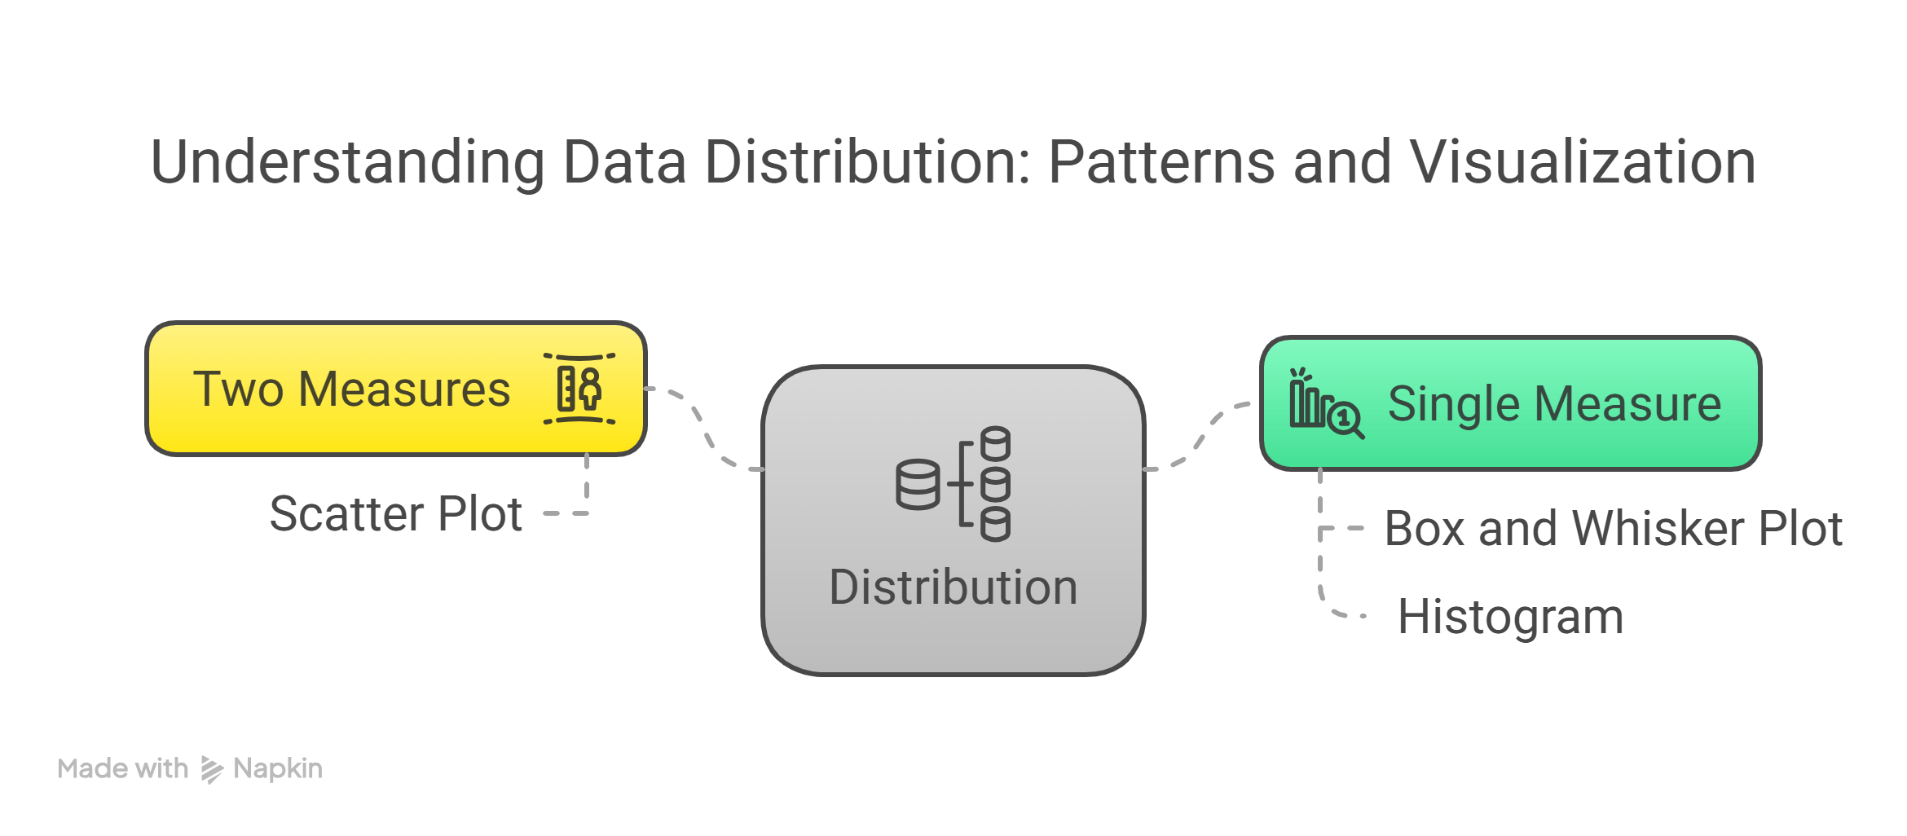 Understanding Data Distribution: Patterns and Visualization
Two Measures
Scatter Plot
Distribution
1
Single Measure
Box and Whisker Plot
Histogram
Made with Napkin